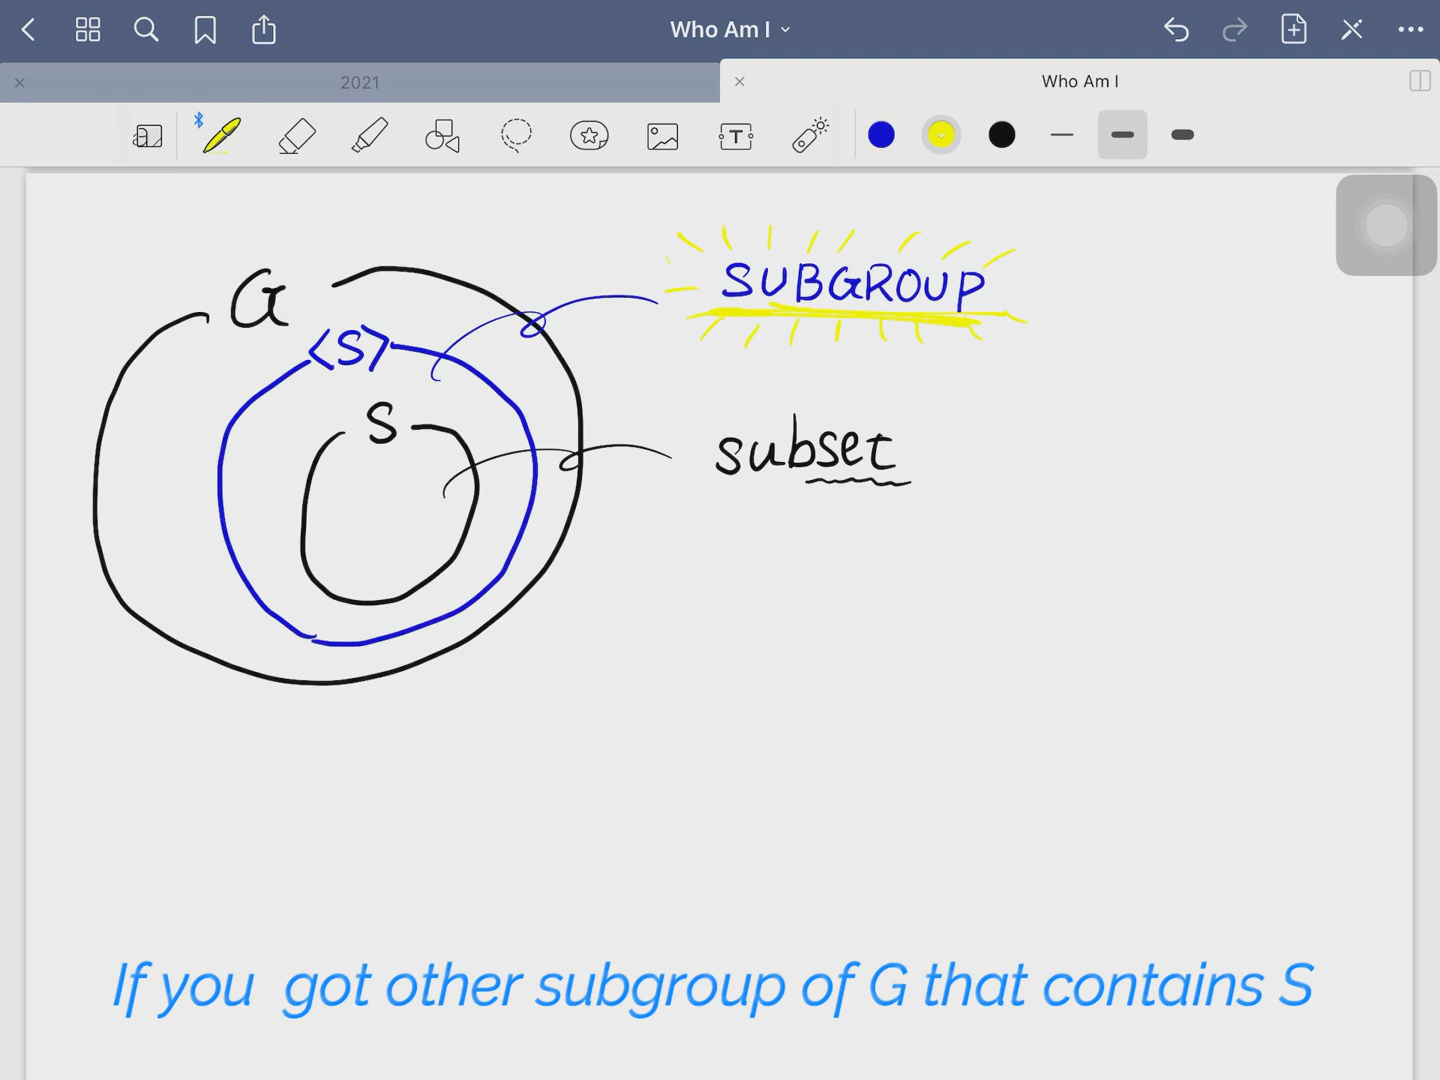 Who Am I
2021
Who Am I
T
SUBGROUP
G
<S>
S
subset
If you got other subgroup of G that contains S